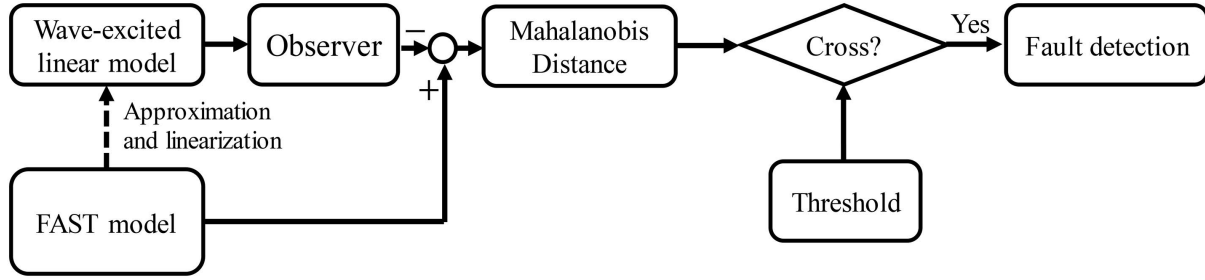 Wave-excited
linear model
Observer
−
+
Mahalanobis
Distance
Cross?
Yes
Fault detection
Approximation
and linearization
FAST model
Threshold